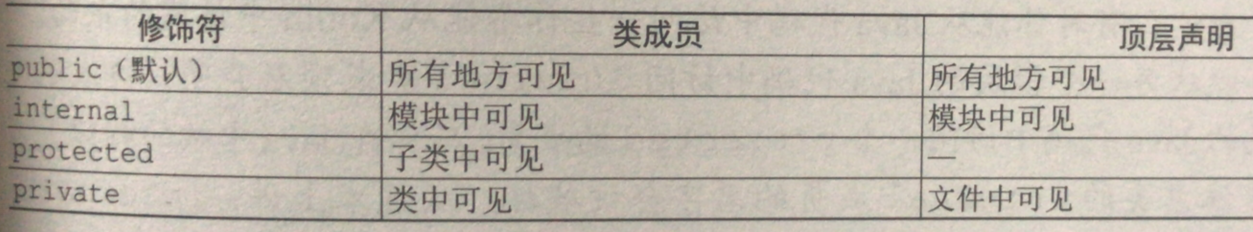 修饰符 类成员 顶层声明
public（默认） 所有地方可见 所有地方可见
internal 模块中可见 模块中可见
protected 子类中可见 —
private 类中可见 文件中可见